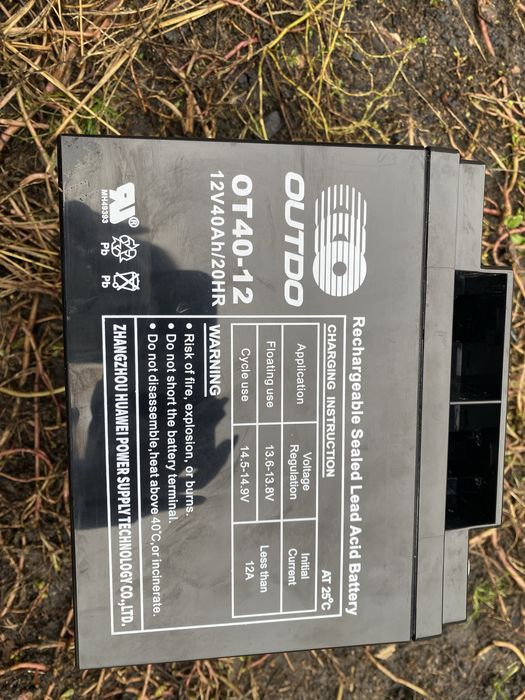 OUTDO
OT40-12
12V40Ah/20HR
RU®
MH49393
Pb
Pb
Rechargeable Sealed Lead Acid Battery
CHARGING INSTRUCTION AT 25°C
Application Voltage Regulation Initial Current
Floating use 13.6-13.8V Less than 12A
Cycle use 14.5-14.9V
WARNING
• Risk of fire, explosion, or burns.
• Do not short the battery terminal.
• Do not disassemble,heat above 40°C,or incinerate.
ZHANGZHOU HUAWEI POWER SUPPLY TECHNOLOGY CO.,LTD.